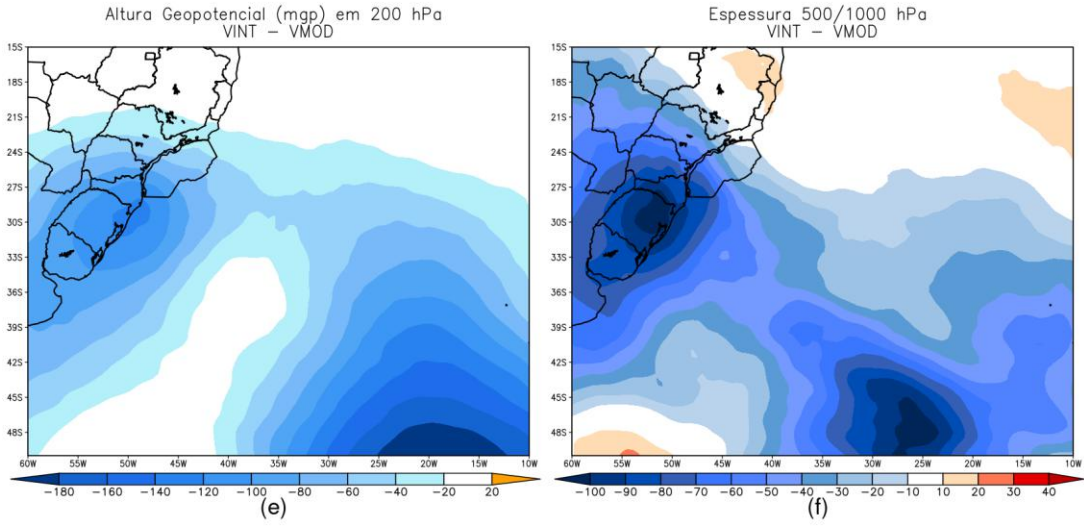 Altura Geopotencial (mgp) em 200 hPa
VINT – VMOD
15S
18S
21S
24S
27S
30S
33S
36S
39S
42S
45S
48S
60W 55W 50W 45W 40W 35W 30W 25W 20W 15W 10W
−180 −160 −140 −120 −100 −80 −60 −40 −20 20
(e)
Espessura 500/1000 hPa
VINT – VMOD
15S
18S
21S
24S
27S
30S
33S
36S
39S
42S
45S
48S
60W 55W 50W 45W 40W 35W 30W 25W 20W 15W 10W
−100 −90 −80 −70 −60 −50 −40 −30 −20 −10 10 20 30 40
(f)